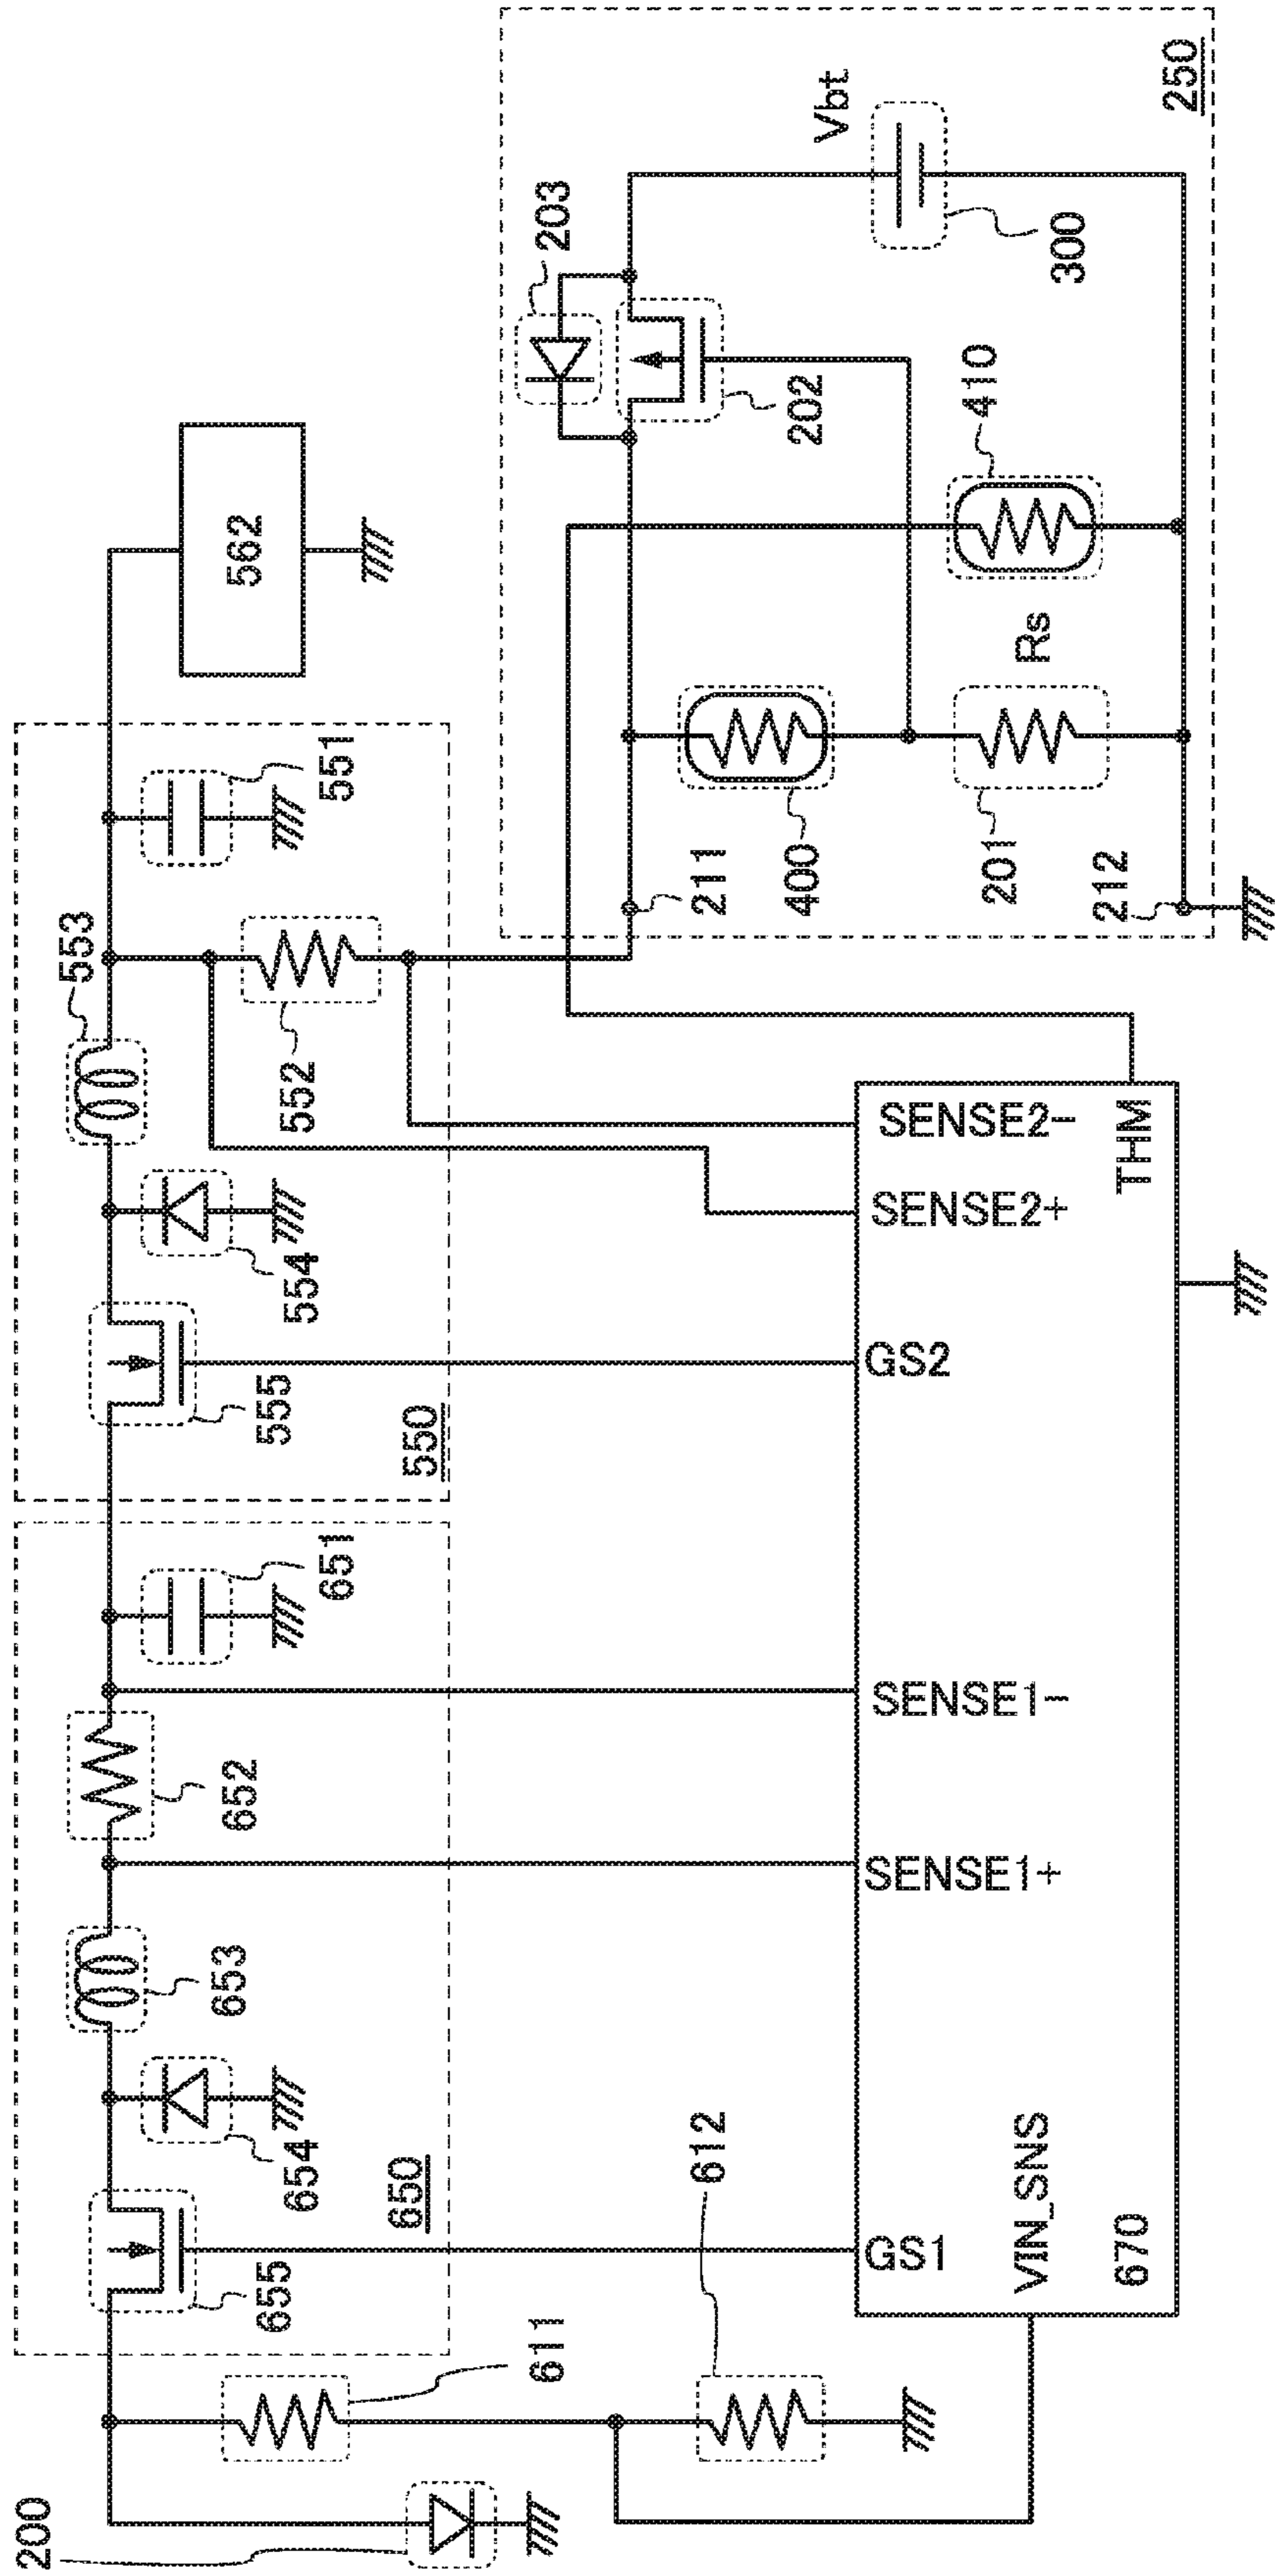 200
611
612
655
654
653
652
651
650
555
554
553
552
551
550
562
VIN_SNS
670
GS1
SENSE1+
SENSE1-
GS2
SENSE2+
SENSE2-
THM
211
212
400
201
Rs
410
202
203
300
Vbt
250